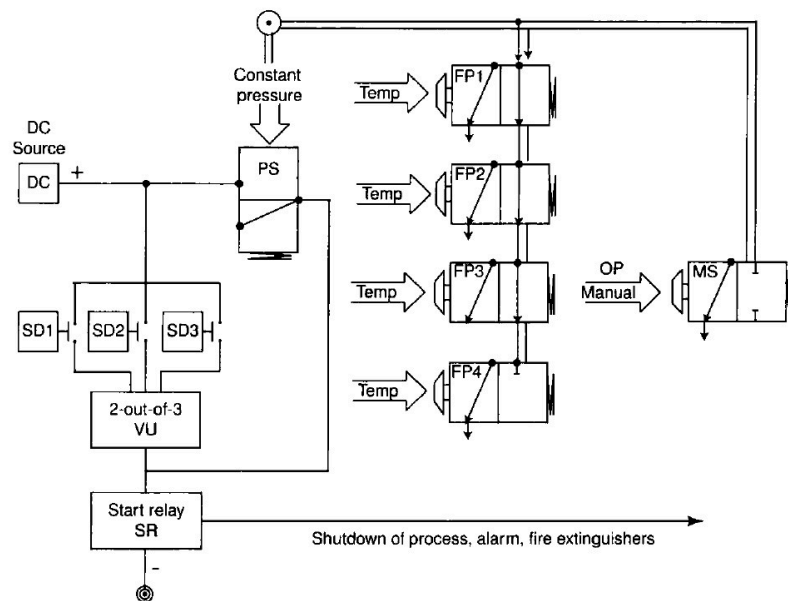 Constant
pressure
FP1
Temp
DC
Source
DC
+
PS
FP2
Temp
FP3
Temp
OP
Manual
MS
SD1
SD2
SD3
FP4
Temp
2-out-of-3
VU
Start relay
SR
Shutdown of process, alarm, fire extinguishers
–